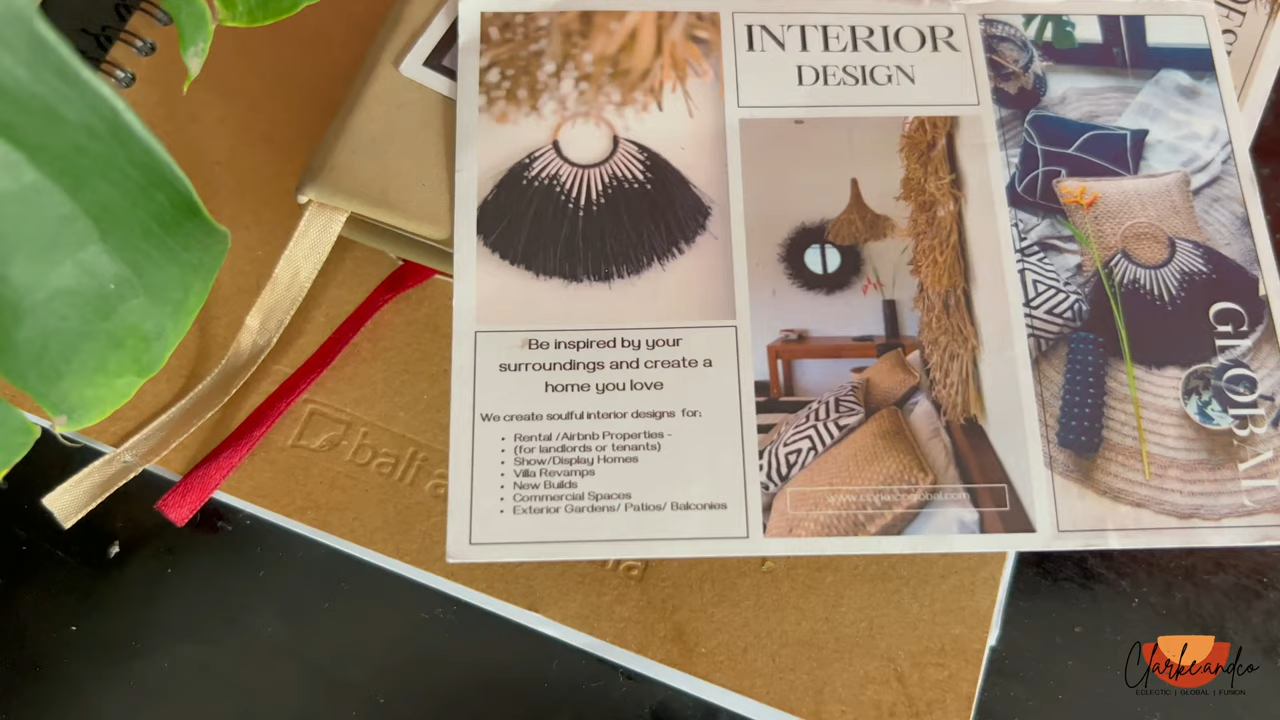 INTERIOR
DESIGN
Be inspired by your
surroundings and create a
home you love
We create soulful interior designs for:
Rental /Airbnb Properties -
(for landlords or tenants)
Show/Display Homes
Villa Revamps
New Builds
Commercial Spaces
Exterior Gardens/ Patios/ Balconies
GLOBAL
bali
Clarke.andco
ECLECTIC | GLOBAL | FUSION